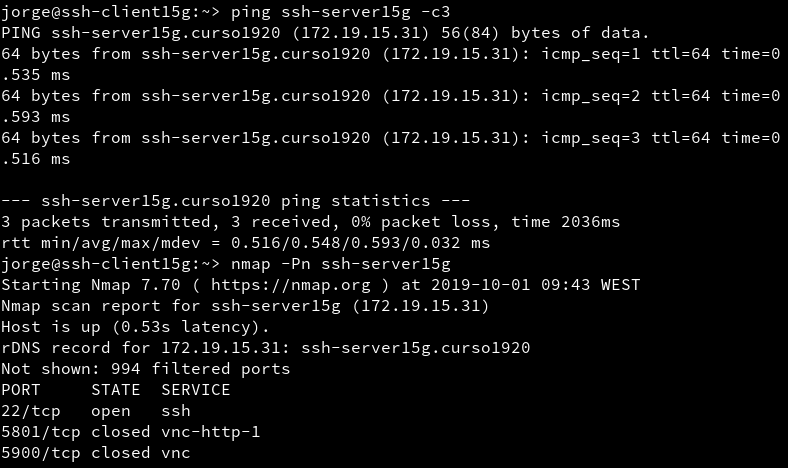 jorge@ssh-client15g:~> ping ssh-server15g -c3
PING ssh-server15g.curso1920 (172.19.15.31) 56(84) bytes of data.
64 bytes from ssh-server15g.curso1920 (172.19.15.31): icmp_seq=1 ttl=64 time=0
.535 ms
64 bytes from ssh-server15g.curso1920 (172.19.15.31): icmp_seq=2 ttl=64 time=0
.593 ms
64 bytes from ssh-server15g.curso1920 (172.19.15.31): icmp_seq=3 ttl=64 time=0
.516 ms

--- ssh-server15g.curso1920 ping statistics ---
3 packets transmitted, 3 received, 0% packet loss, time 2036ms
rtt min/avg/max/mdev = 0.516/0.548/0.593/0.032 ms
jorge@ssh-client15g:~> nmap -Pn ssh-server15g
Starting Nmap 7.70 ( https://nmap.org ) at 2019-10-01 09:43 WEST
Nmap scan report for ssh-server15g (172.19.15.31)
Host is up (0.53s latency).
rDNS record for 172.19.15.31: ssh-server15g.curso1920
Not shown: 994 filtered ports
PORT     STATE  SERVICE
22/tcp   open   ssh
5801/tcp closed vnc-http-1
5900/tcp closed vnc